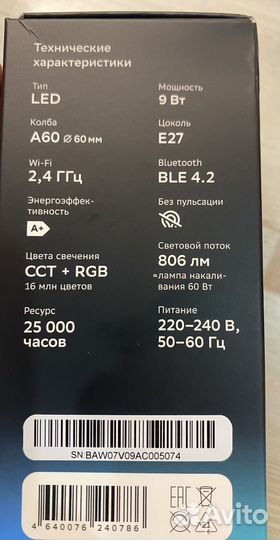 Технические
характеристики
Тип
LED
Мощность
9 Вт
Колба
A60 ⌀ 60 мм
Цоколь
E27
Wi-Fi
2,4 ГГц
Bluetooth
BLE 4.2
Энергоэффек-
тивность
A+
Без пульсации
Цвета свечения
CCT + RGB
16 млн цветов
Световой поток
806 лм
≈лампа накали-
вания 60 Вт
Ресурс
25 000
часов
Питание
220–240 В,
50–60 Гц
SN:BAW07V09AC005074
4 640076 240786
EAC
Avito